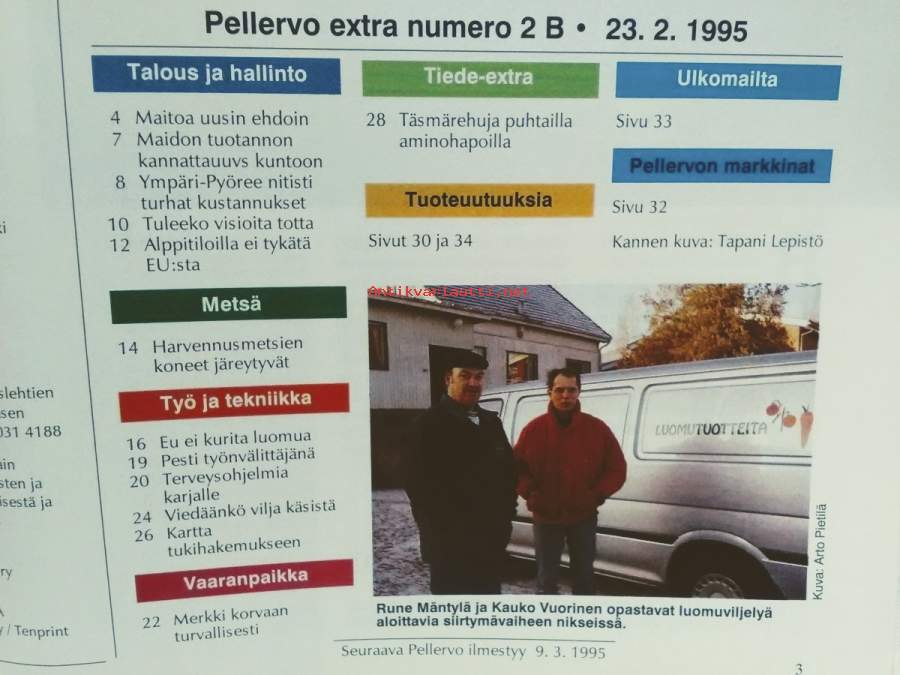 Pellervo extra numero 2 B • 23. 2. 1995
Talous ja hallinto
4 Maitoa uusin ehdoin
7 Maidon tuotannon
kannattauuvs kuntoon
8 Ympäri-Pyöree nitisti
turhat kustannukset
10 Tuleeko visioita totta
12 Alppitiloilla ei tykätä
EU:sta
Metsä
14 Harvennusmetsien
koneet järeytyvät
Työ ja tekniikka
16 Eu ei kurita luomua
19 Pesti työnvälittäjänä
20 Terveysohjelmia
karjalle
24 Viedäänkö vilja käsistä
26 Kartta
tukihakemukseen
Vaaranpaikka
22 Merkki korvaan
turvallisesti
Tiede-extra
28 Täsmärehuja puhtailla
aminohapoilla
Tuoteuutuuksia
Sivut 30 ja 34
Ulkomailta
Sivu 33
Pellervon markkinat
Sivu 32
Kannen kuva: Tapani Lepistö
Antikvariaatti.net
LUOMUTUOTTEITA
Kuva: Arto Pietilä
Rune Mäntylä ja Kauko Vuorinen opastavat luomuviljelyä
aloittavia siirtymävaiheen nikseissä.
Seuraava Pellervo ilmestyy 9. 3. 1995
3
slehtien
031 4188
sten ja
isestä ja
/ Tenprint